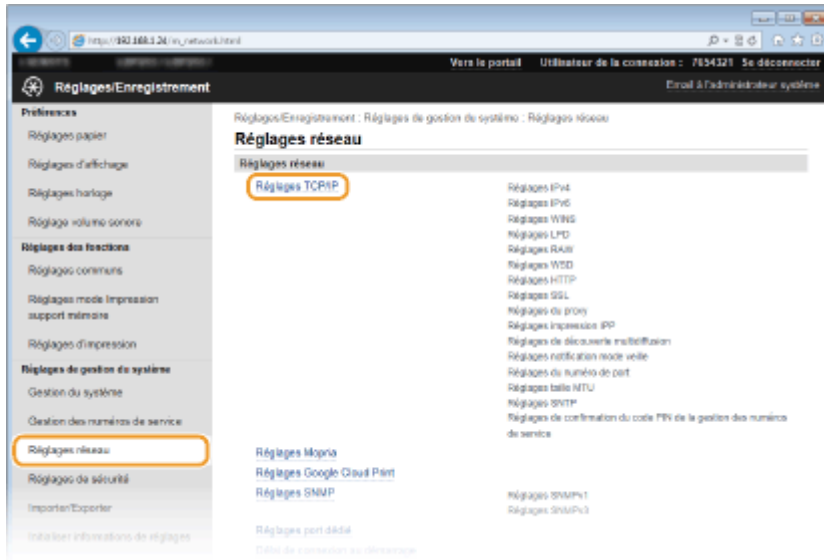 http://192.168.1.24/m_network.html
Vers le portail Utilisateur de la connexion : 7654321 Se déconnecter
Réglages/Enregistrement
Email à l'administrateur système
Préférences
Réglages papier
Réglages d'affichage
Réglages horloge
Réglage volume sonore
Réglages des fonctions
Réglages communs
Réglages mode Impression
support mémoire
Réglages d'impression
Réglages de gestion du système
Gestion du système
Gestion des numéros de service
Réglages réseau
Réglages de sécurité
Importer/Exporter
Initialiser informations de réglages
Réglages/Enregistrement : Réglages de gestion du système : Réglages réseau
Réglages réseau
Réglages réseau
Réglages TCP/IP
Réglages IPv4
Réglages IPv6
Réglages WINS
Réglages LPD
Réglages RAW
Réglages WSD
Réglages HTTP
Réglages SSL
Réglages du proxy
Réglages impression IPP
Réglages de découverte multidiffusion
Réglages notification mode veille
Réglages du numéro de port
Réglages taille MTU
Réglages SNTP
Réglages de confirmation du code PIN de la gestion des numéros
de service
Réglages Mopria
Réglages Google Cloud Print
Réglages SNMP
Réglages SNMPv1
Réglages SNMPv3
Réglages port dédié
Délai de connexion au démarrage